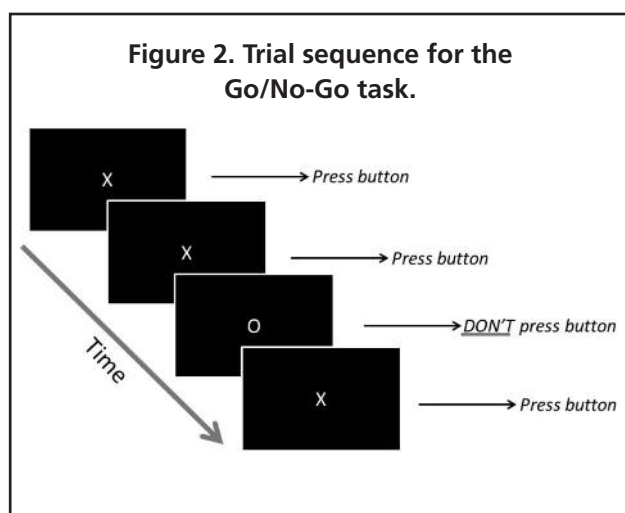 Figure 2. Trial sequence for the
Go/No-Go task.
X
Press button
X
Press button
O
DON'T press button
X
Press button
Time